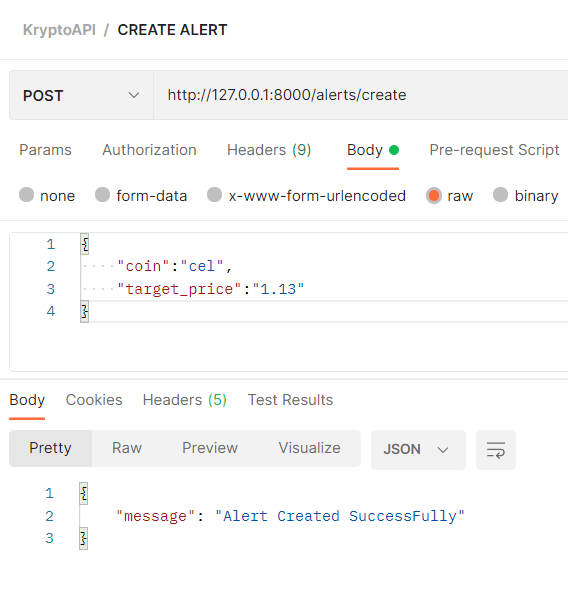 KryptoAPI / CREATE ALERT
POST http://127.0.0.1:8000/alerts/create
Params Authorization Headers (9) Body Pre-request Script
none form-data x-www-form-urlencoded raw binary
1 {
2 "coin":"cel",
3 "target_price":"1.13"
4 }
Body Cookies Headers (5) Test Results
Pretty Raw Preview Visualize JSON
1 {
2 "message": "Alert Created SuccessFully"
3 }